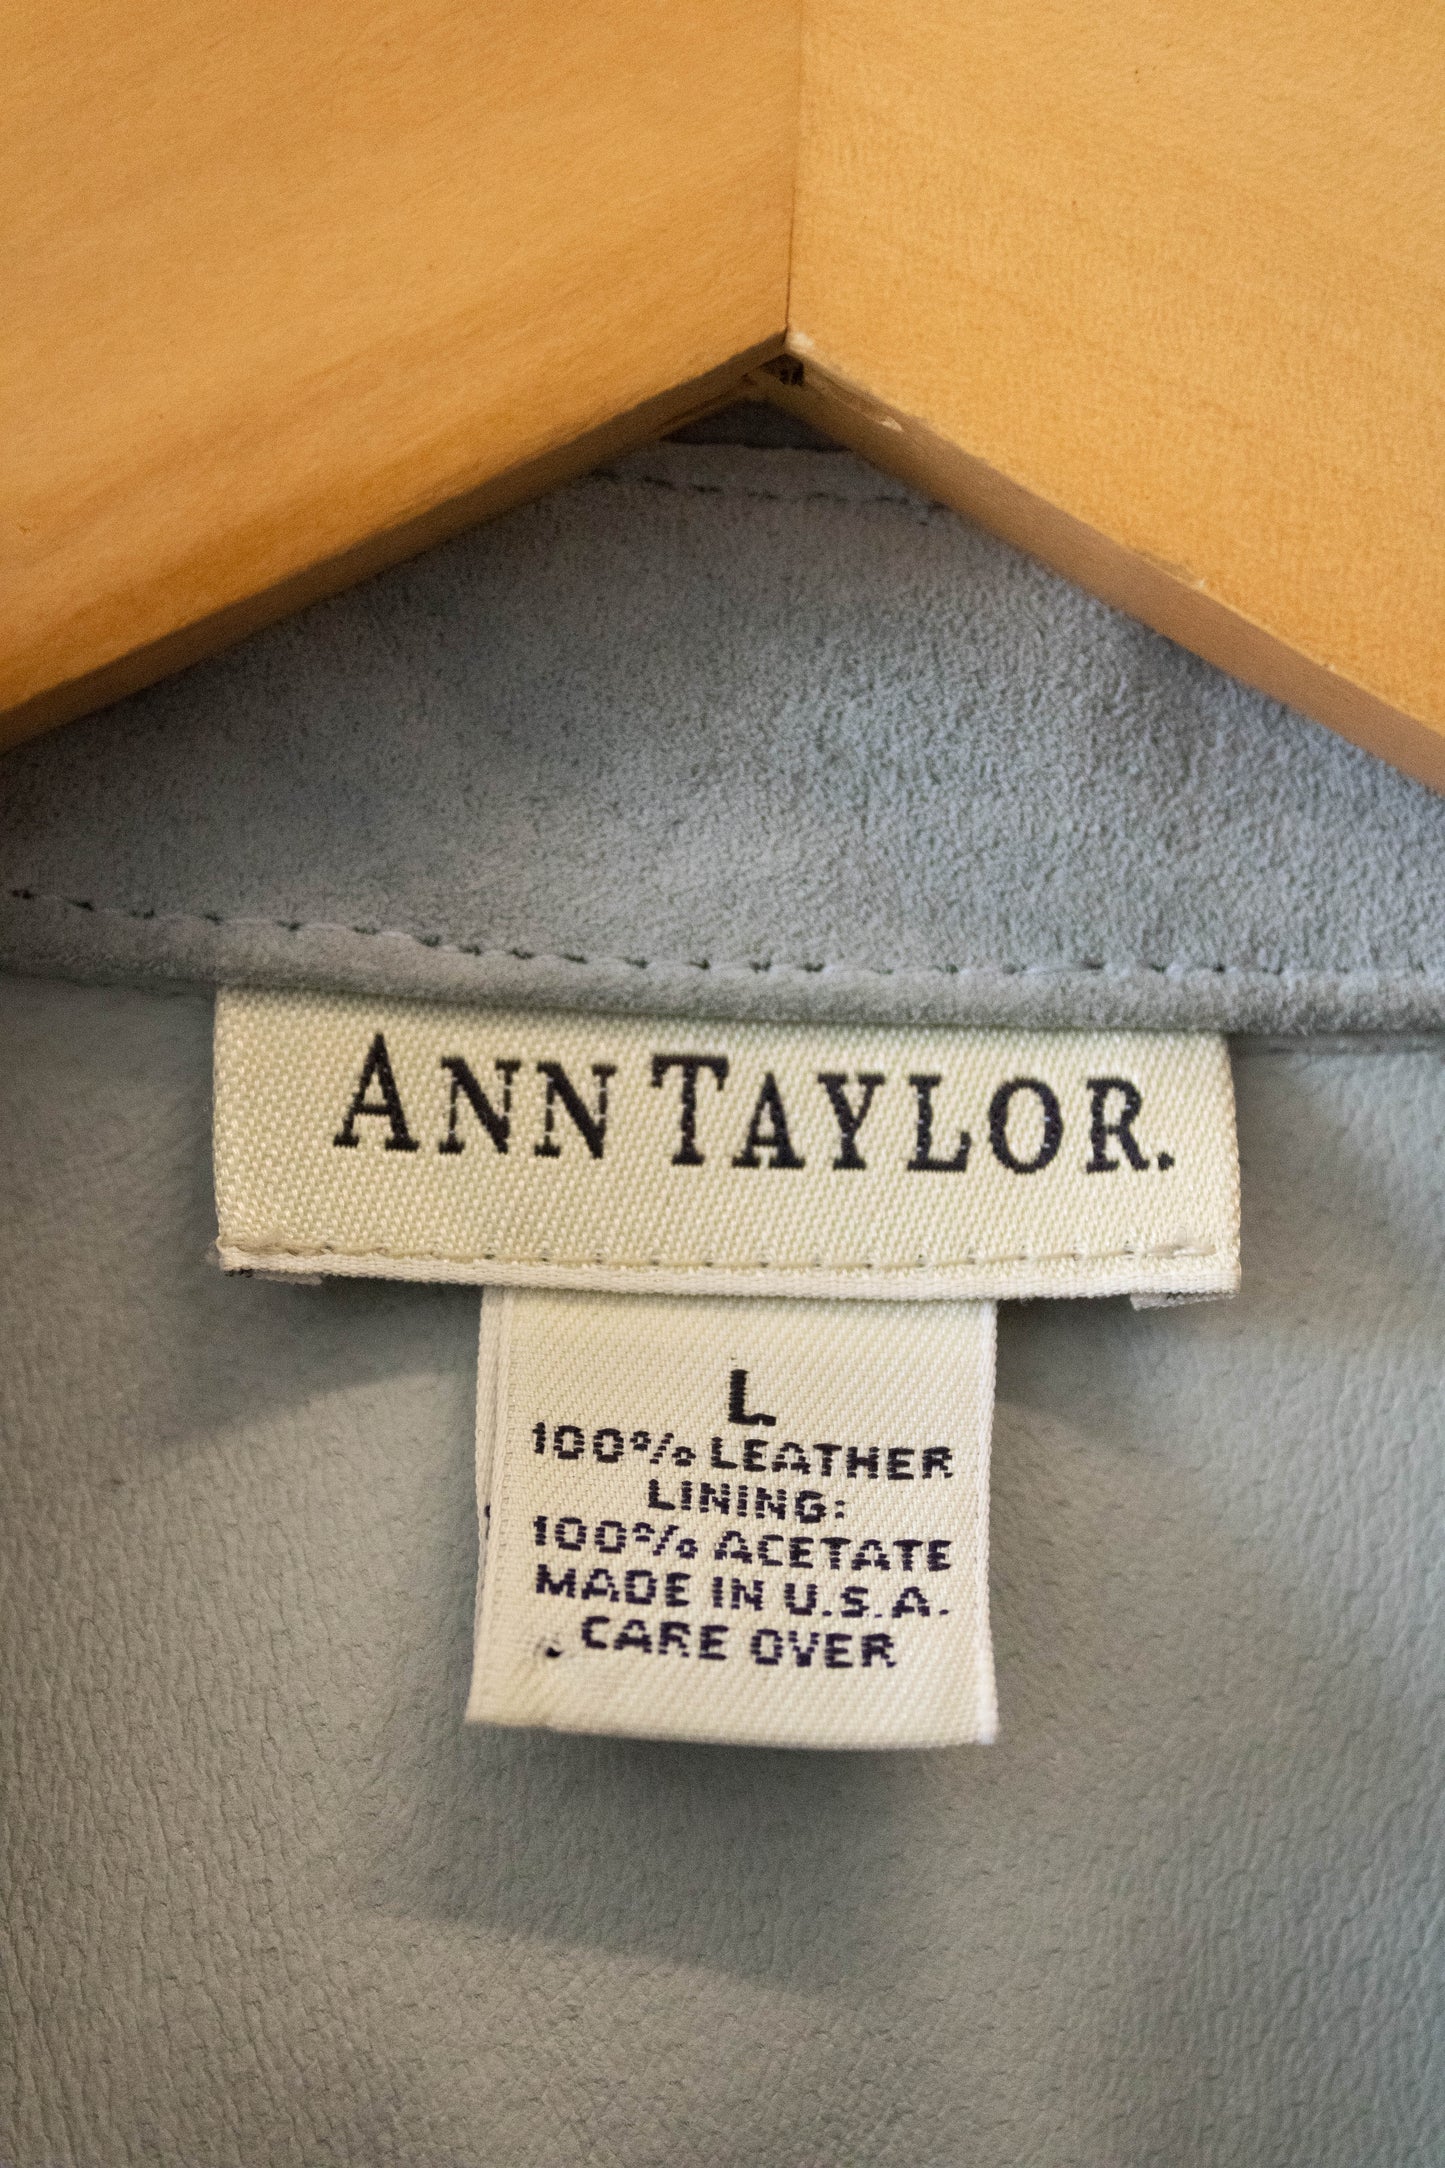 ANN TAYLOR.
L
100% LEATHER
LINING:
100% ACETATE
MADE IN U.S.A.
CARE OVER